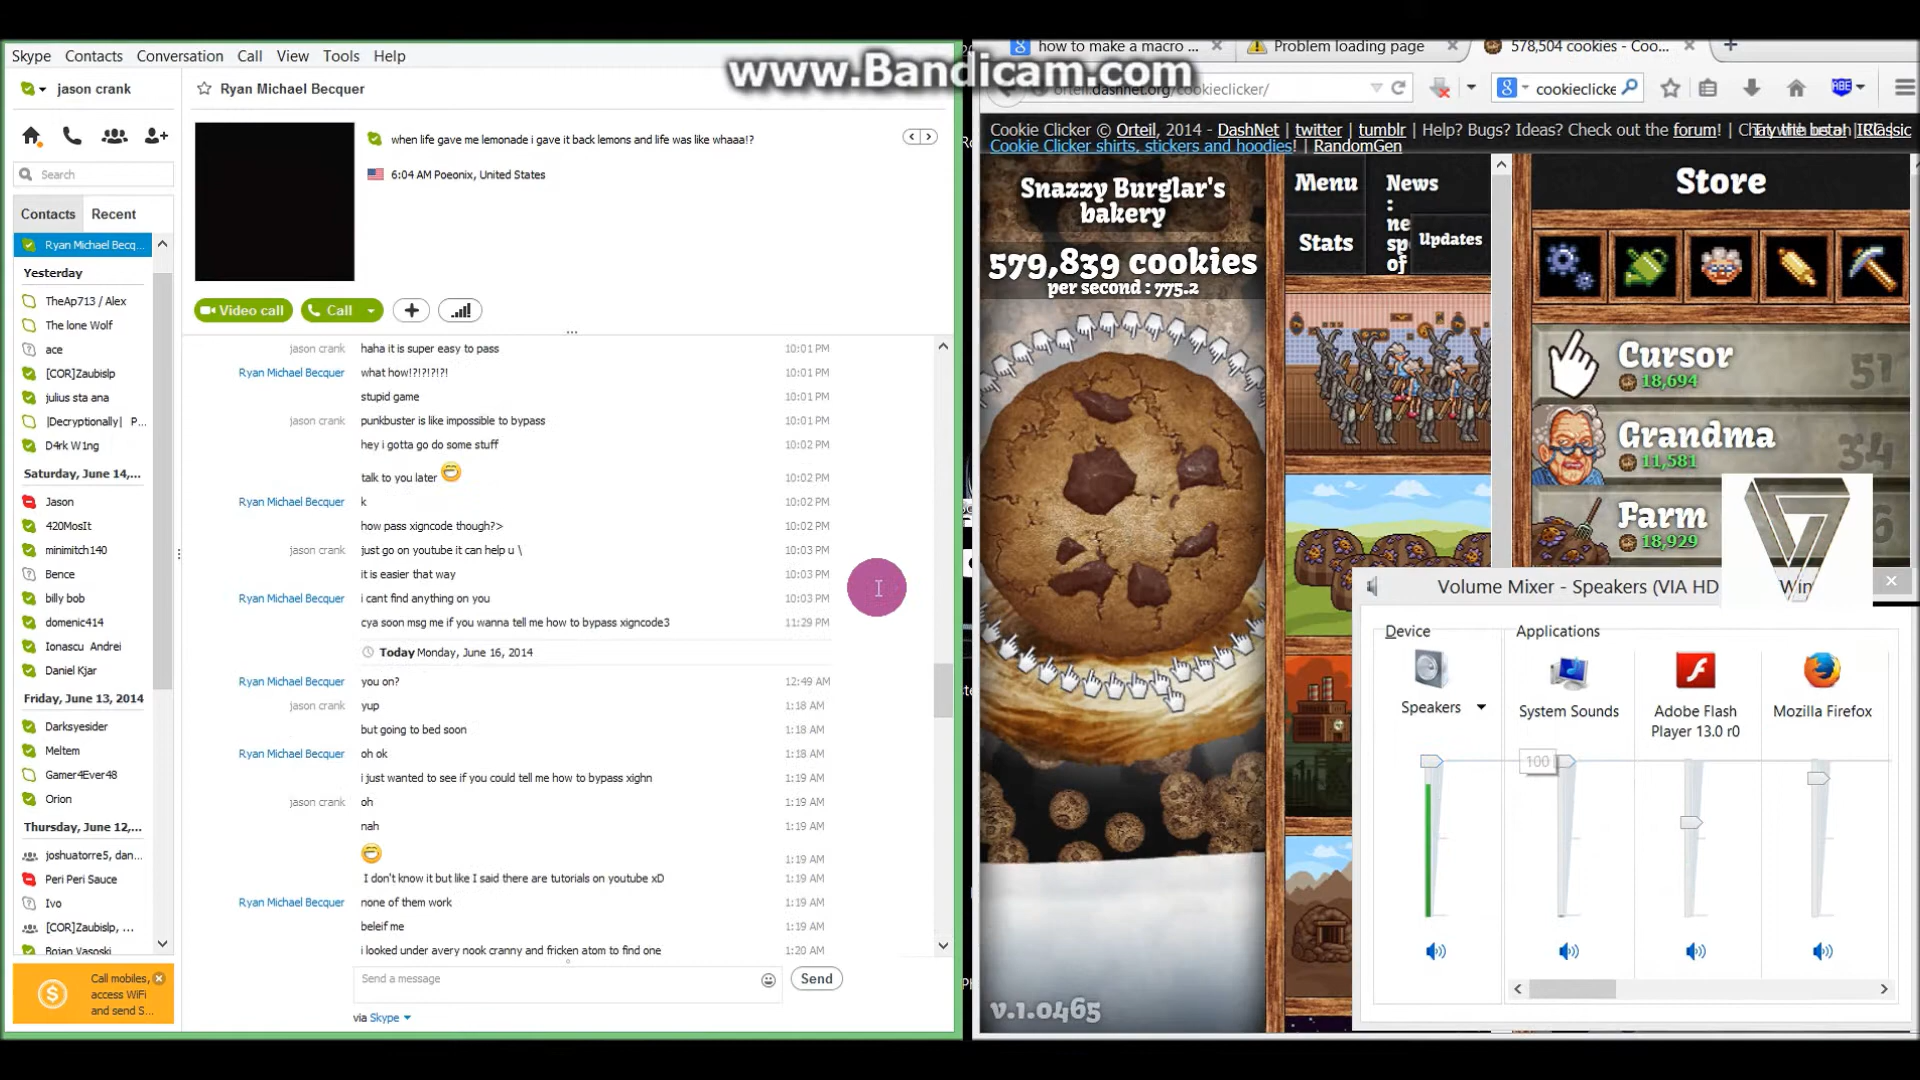 www.Bandicam.com
Skype Contacts Conversation Call View Tools Help
jason crank
Search
Contacts Recent
Ryan Michael Becq...
Yesterday
TheAp713 / Alex
The lone Wolf
ace
[COR]Zaubislp
julius sta ana
|Decryptionally| P...
D4rk W1ng
Saturday, June 14,...
Jason
420MosIt
minimitch140
Bence
billy bob
domenic414
Ionascu Andrei
Daniel Kjar
Friday, June 13, 2014
Darksyesider
Meltem
Gamer4Ever48
Orion
Thursday, June 12,...
joshuatorre5, dan...
Peri Peri Sauce
Ivo
[COR]Zaubislp, ...
Bojan Vasoski
Call mobiles,
access WiFi
and send S...
Ryan Michael Becquer
when life gave me lemonade i gave it back lemons and life was like whaaa!?
6:04 AM Poeonix, United States
Video call Call
jason crank haha it is super easy to pass 10:01 PM
Ryan Michael Becquer what how!?!?!?!?! 10:01 PM
stupid game 10:01 PM
jason crank punkbuster is like impossible to bypass 10:01 PM
hey i gotta go do some stuff 10:02 PM
talk to you later 10:02 PM
Ryan Michael Becquer k 10:02 PM
how pass xigncode though?> 10:02 PM
jason crank just go on youtube it can help u \ 10:03 PM
it is easier that way 10:03 PM
Ryan Michael Becquer i cant find anything on you 10:03 PM
cya soon msg me if you wanna tell me how to bypass xigncode3 11:29 PM
Today Monday, June 16, 2014
Ryan Michael Becquer you on? 12:49 AM
jason crank yup 1:18 AM
but going to bed soon 1:18 AM
Ryan Michael Becquer oh ok 1:18 AM
i just wanted to see if you could tell me how to bypass xighn 1:19 AM
jason crank oh 1:19 AM
nah 1:19 AM
1:19 AM
I don't know it but like I said there are tutorials on youtube xD 1:19 AM
Ryan Michael Becquer none of them work 1:19 AM
beleif me 1:19 AM
i looked under avery nook cranny and fricken atom to find one 1:20 AM
Send a message Send
via Skype
how to make a macro ... Problem loading page 578,504 cookies - Coo...
orteil.dashnet.org/cookieclicker/ cookieclicke ABE
Cookie Clicker © Orteil, 2014 - DashNet | twitter | tumblr | Help? Bugs? Ideas? Check out the forum! | Classic
Cookie Clicker shirts, stickers and hoodies! | RandomGen
Snazzy Burglar's
bakery
579,839 cookies
per second : 775.2
v.1.0465
Menu
Stats
News
:
ne
sp
of
Updates
Store
Cursor 51
18,694
Grandma 34
11,581
Farm 6
18,929
Volume Mixer - Speakers (VIA HD Win
Device Applications
Speakers System Sounds Adobe Flash Mozilla Firefox
Player 13.0 r0
100